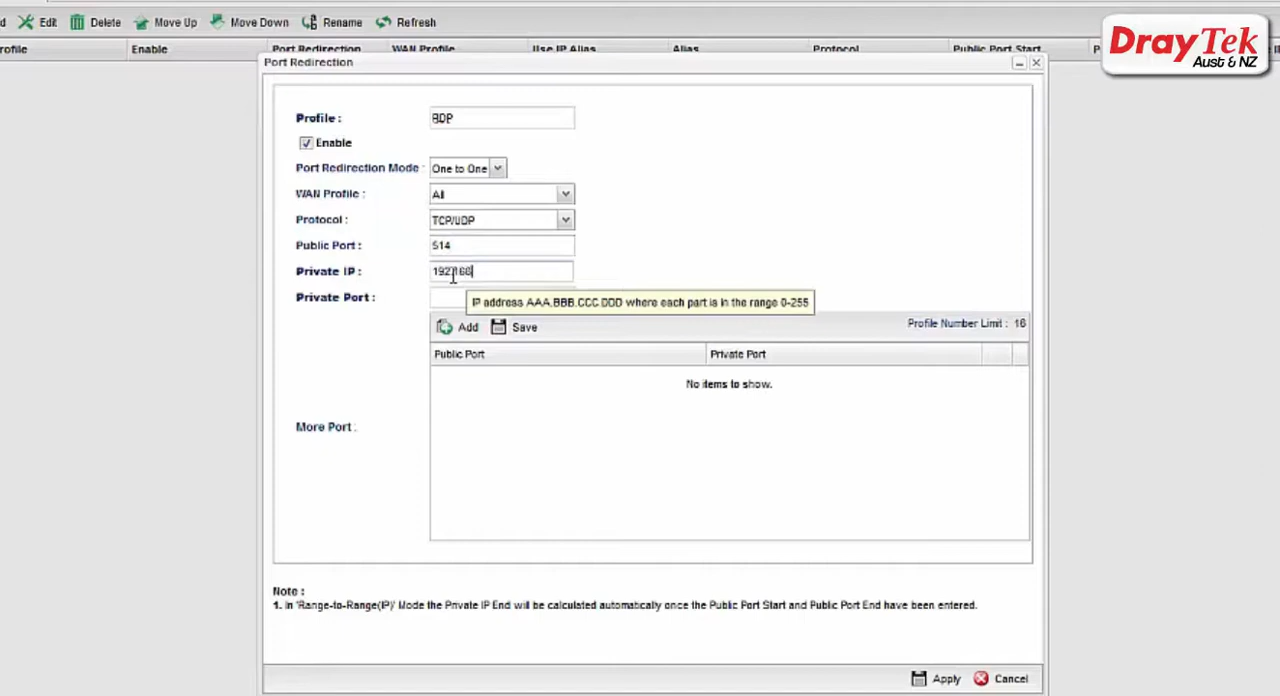 Edit Delete Move Up Move Down Rename Refresh
DrayTek
Aust & NZ
Enable Port Redirection WAN Profile Use IP Alias Alias Protocol Public Port Start
Port Redirection
Profile :
Enable
Port Redirection Mode : One to One
WAN Profile : All
Protocol : TCP/UDP
Public Port : 514
Private IP :
Private Port :
IP address AAA.BBB.CCC.DDD where each part is in the range 0-255
Add Save Profile Number Limit : 16
Public Port Private Port
No items to show.
More Port :
Note :
1. In 'Range-to-Range(IP)' Mode the Private IP End will be calculated automatically once the Public Port Start and Public Port End have been entered.
Apply Cancel